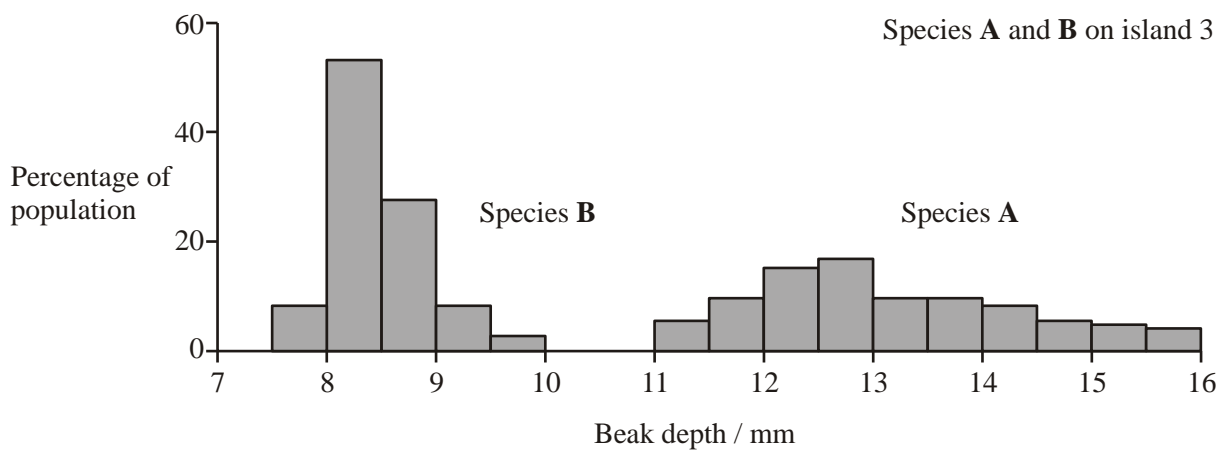 60
Species A and B on island 3
40
Percentage of
population
Species B
Species A
20
0
7 8 9 10 11 12 13 14 15 16
Beak depth / mm